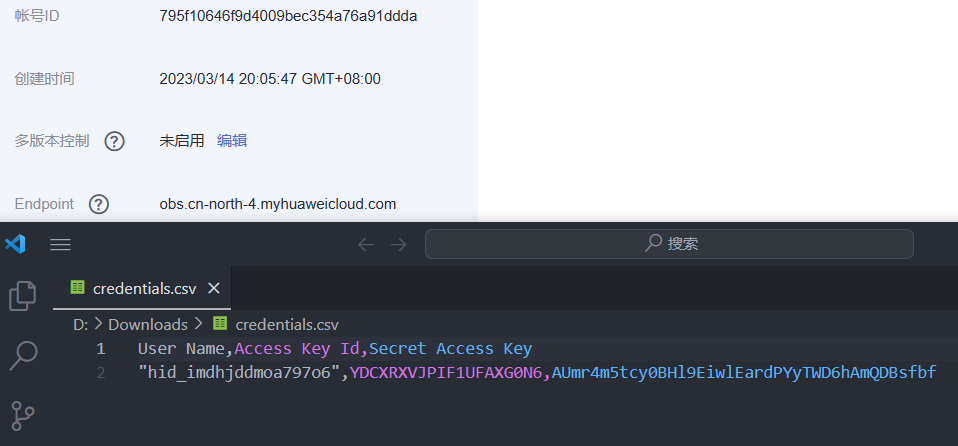 帐号ID 795f10646f9d4009bec354a76a91ddda
创建时间 2023/03/14 20:05:47 GMT+08:00
多版本控制 ? 未启用 编辑
Endpoint ? obs.cn-north-4.myhuaweicloud.com
搜索
credentials.csv
D: > Downloads > credentials.csv
1 User Name,Access Key Id,Secret Access Key
2 "hid_imdhjddmoa797o6",YDCXRXVJPIF1UFAXG0N6,AUmr4m5tcy0BHl9EiwlEardPYyTWD6hAmQDBsfbf